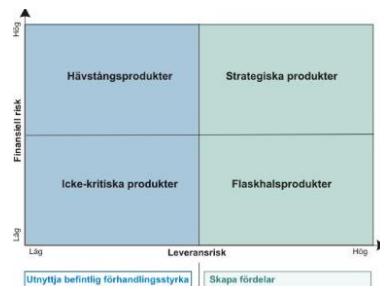 Hög
Hävstångsprodukter
Strategiska produkter
Finansiell risk
Icke-kritiska produkter
Flaskhalsprodukter
Låg
Låg
Leveransrisk
Hög
Utnyttja befintlig förhandlingsstyrka
Skapa fördelar